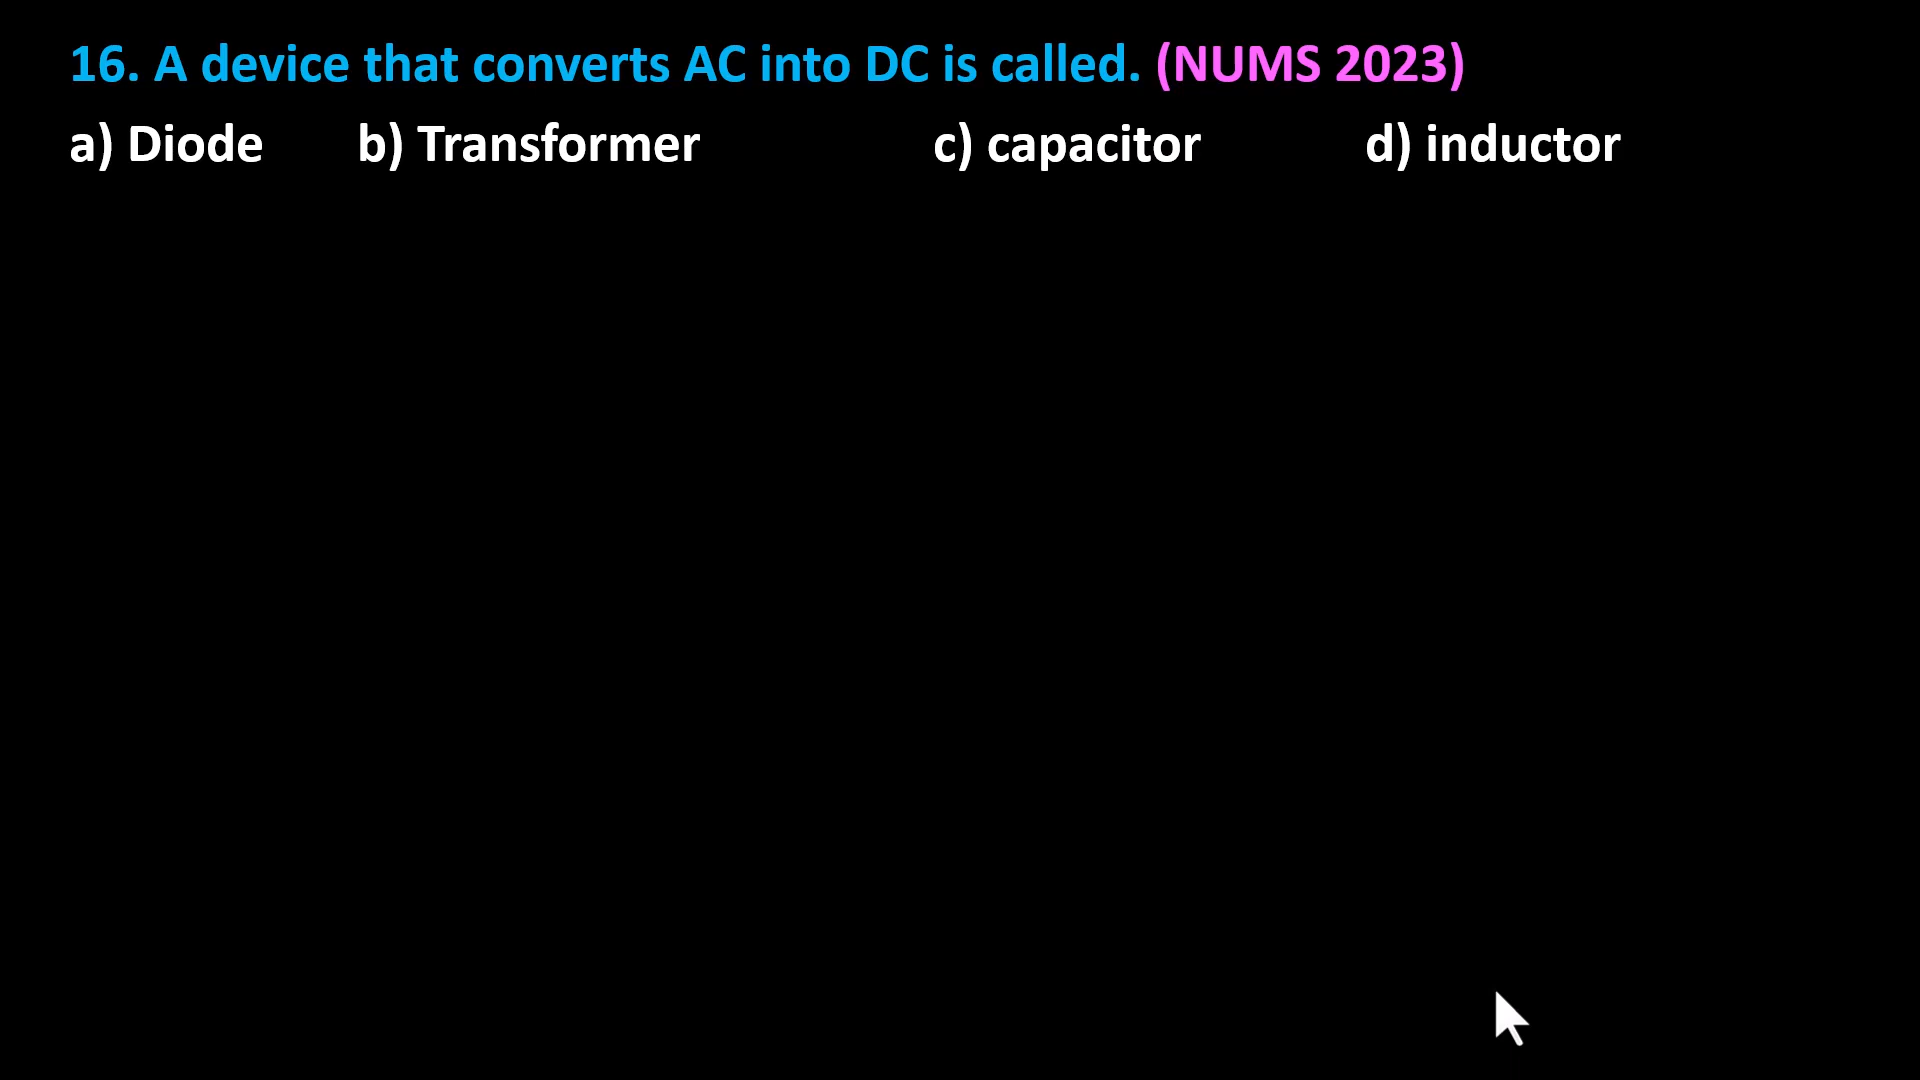 16. A device that converts AC into DC is called. (NUMS 2023)
a) Diode b) Transformer c) capacitor d) inductor